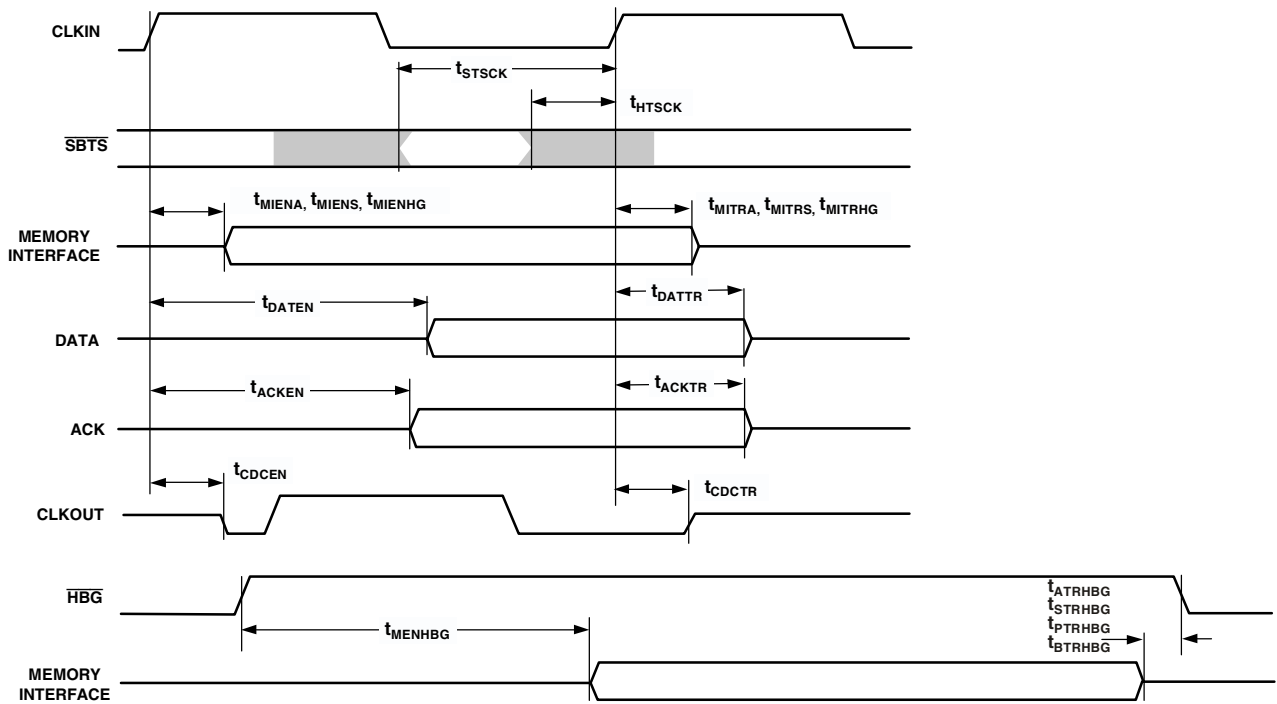 CLKIN
tSTSCK
tHTSCK
SBTS
tMIENA, tMIENS, tMIENHG
tMITRA, tMITRS, tMITRHG
MEMORY
INTERFACE
tDATEN
tDATTR
DATA
tACKEN
tACKTR
ACK
tCDCEN
tCDCTR
CLKOUT
HBG
tATRHBG
tSTRHBG
tPTRHBG
tBTRHBG
tMENHBG
MEMORY
INTERFACE